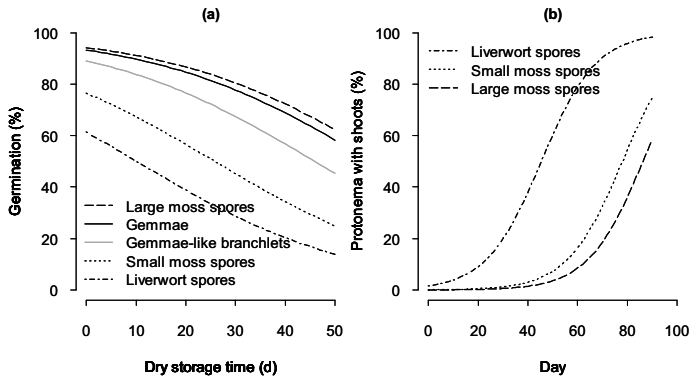 (a)
100
80
60
40
20
0
Germination (%)
Large moss spores
Gemmae
Gemmae-like branchlets
Small moss spores
Liverwort spores
0 10 20 30 40 50
Dry storage time (d)
(b)
100
80
60
40
20
0
Protonema with shoots (%)
Liverwort spores
Small moss spores
Large moss spores
0 20 40 60 80 100
Day